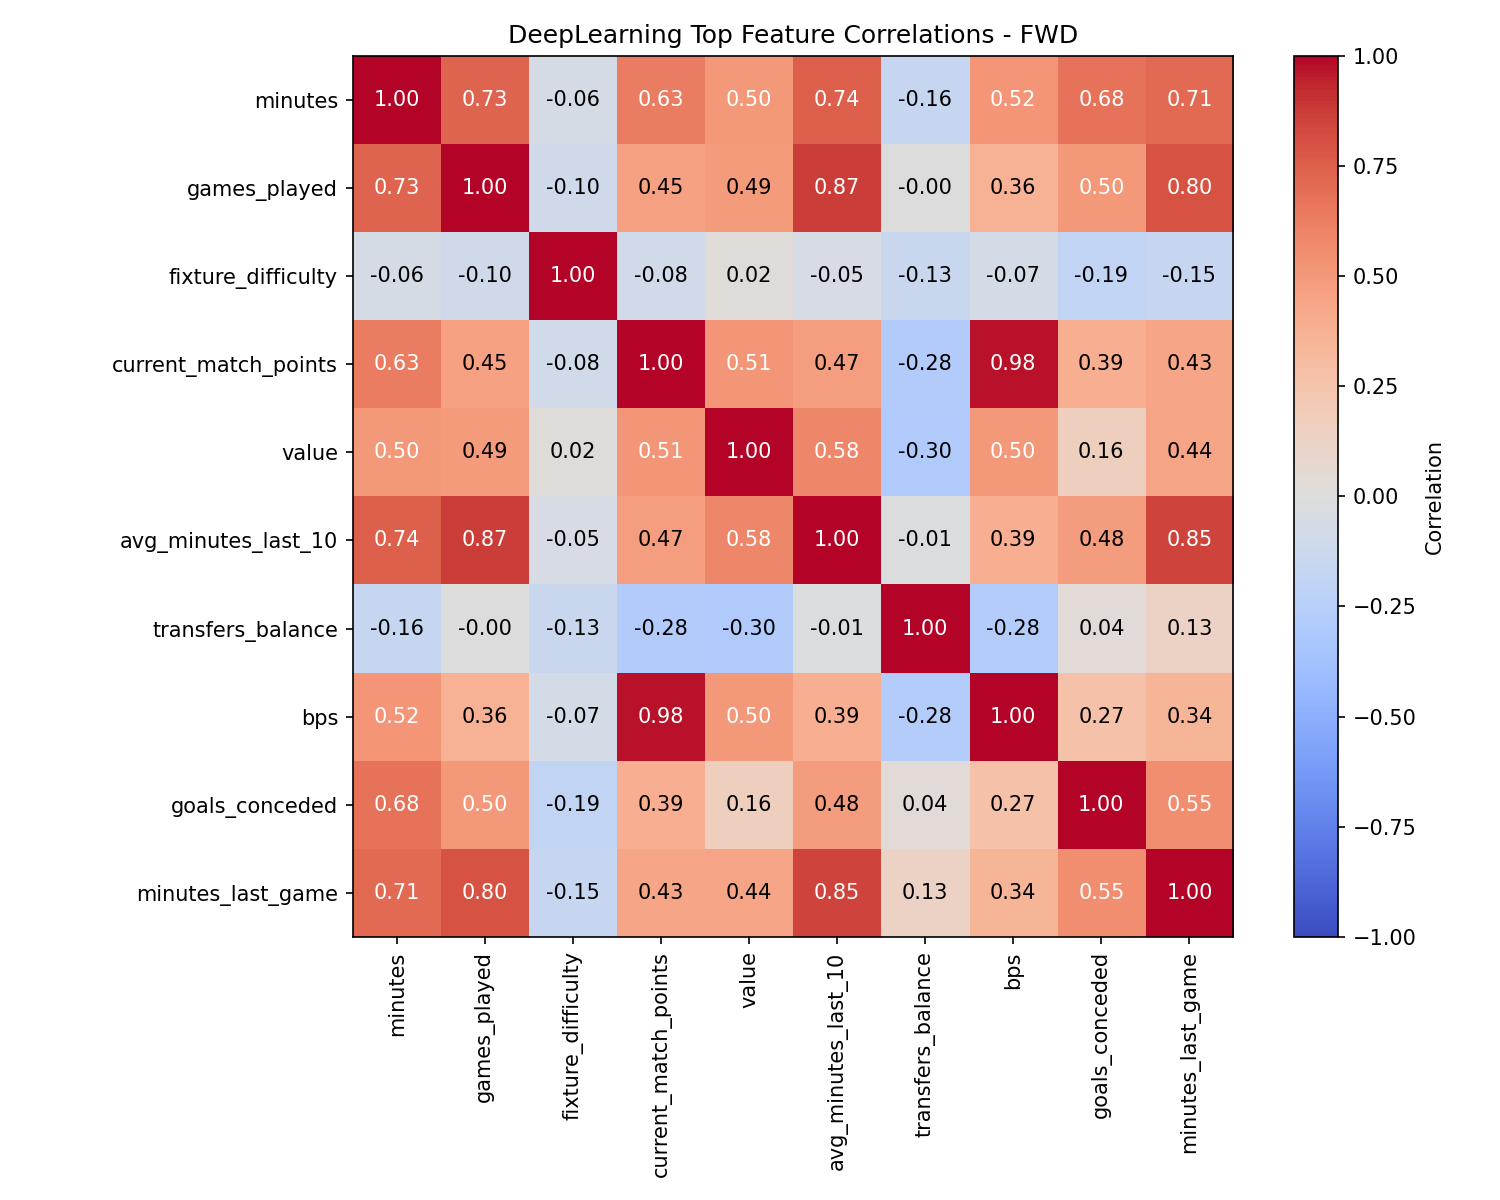 DeepLearning Top Feature Correlations - FWD
minutes 1.00 0.73 -0.06 0.63 0.50 0.74 -0.16 0.52 0.68 0.71
games_played 0.73 1.00 -0.10 0.45 0.49 0.87 -0.00 0.36 0.50 0.80
fixture_difficulty -0.06 -0.10 1.00 -0.08 0.02 -0.05 -0.13 -0.07 -0.19 -0.15
current_match_points 0.63 0.45 -0.08 1.00 0.51 0.47 -0.28 0.98 0.39 0.43
value 0.50 0.49 0.02 0.51 1.00 0.58 -0.30 0.50 0.16 0.44
avg_minutes_last_10 0.74 0.87 -0.05 0.47 0.58 1.00 -0.01 0.39 0.48 0.85
transfers_balance -0.16 -0.00 -0.13 -0.28 -0.30 -0.01 1.00 -0.28 0.04 0.13
bps 0.52 0.36 -0.07 0.98 0.50 0.39 -0.28 1.00 0.27 0.34
goals_conceded 0.68 0.50 -0.19 0.39 0.16 0.48 0.04 0.27 1.00 0.55
minutes_last_game 0.71 0.80 -0.15 0.43 0.44 0.85 0.13 0.34 0.55 1.00
minutes
games_played
fixture_difficulty
current_match_points
value
avg_minutes_last_10
transfers_balance
bps
goals_conceded
minutes_last_game
1.00
0.75
0.50
0.25
0.00
−0.25
−0.50
−0.75
−1.00
Correlation